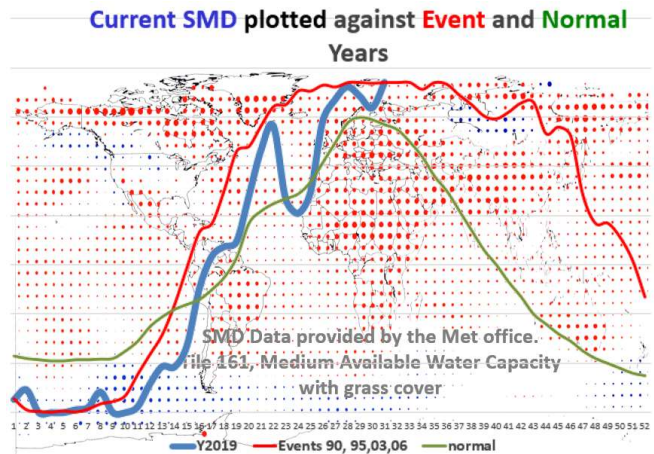 Current SMD plotted against Event and Normal
Years
SMD Data provided by the Met office.
Tile 161, Medium Available Water Capacity
with grass cover
1 2 3 4 5 6 7 8 9 10 11 12 13 14 15 16 17 18 19 20 21 22 23 24 25 26 27 28 29 30 31 32 33 34 35 36 37 38 39 40 41 42 43 44 45 46 47 48 49 50 51 52
Y2019 Events 90, 95,03,06 normal